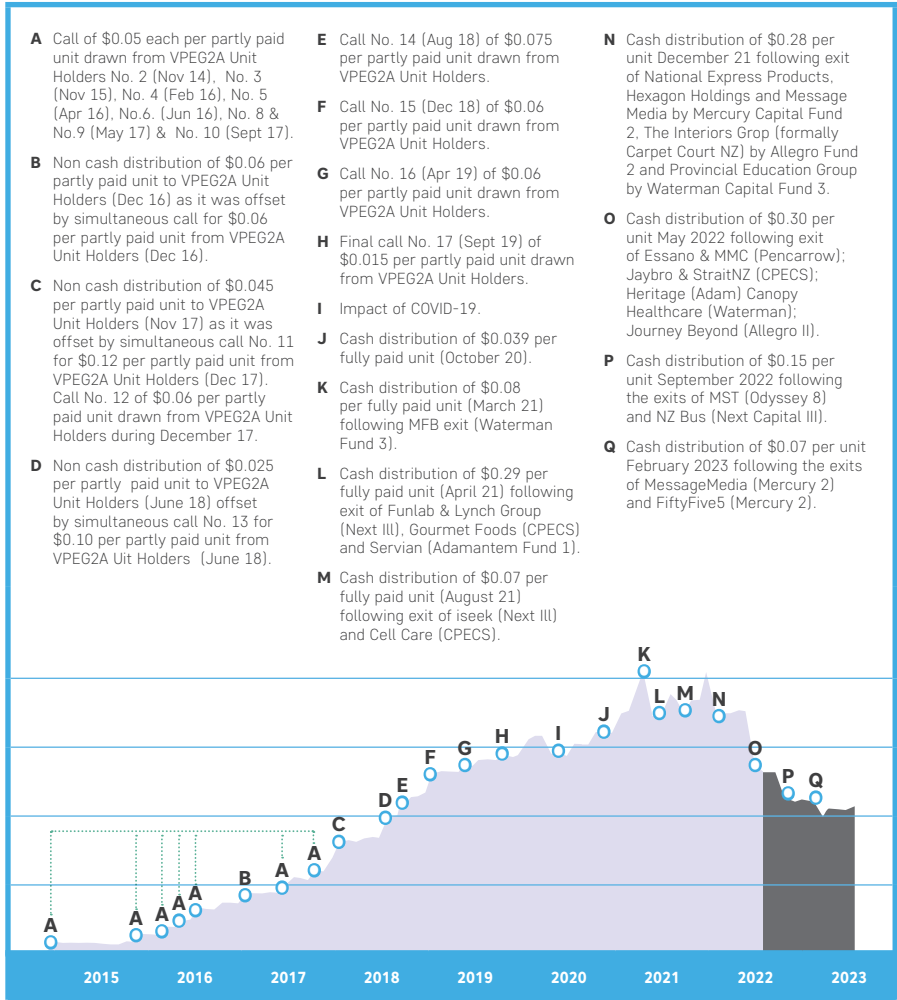 A Call of $0.05 each per partly paid
unit drawn from VPEG2A Unit
Holders No. 2 (Nov 14), No. 3
(Nov 15), No. 4 (Feb 16), No. 5
(Apr 16), No.6. (Jun 16), No. 8 &
No.9 (May 17) & No. 10 (Sept 17).
B Non cash distribution of $0.06 per
partly paid unit to VPEG2A Unit
Holders (Dec 16) as it was offset
by simultaneous call for $0.06
per partly paid unit from VPEG2A
Unit Holders (Dec 16).
C Non cash distribution of $0.045
per partly paid unit to VPEG2A
Unit Holders (Nov 17) as it was
offset by simultaneous call No. 11
for $0.12 per partly paid unit from
VPEG2A Unit Holders (Dec 17).
Call No. 12 of $0.06 per partly
paid unit drawn from VPEG2A Unit
Holders during December 17.
D Non cash distribution of $0.025
per partly paid unit to VPEG2A
Unit Holders (June 18) offset
by simultaneous call No. 13 for
$0.10 per partly paid unit from
VPEG2A Uit Holders (June 18).
E Call No. 14 (Aug 18) of $0.075
per partly paid unit drawn from
VPEG2A Unit Holders.
F Call No. 15 (Dec 18) of $0.06
per partly paid unit drawn from
VPEG2A Unit Holders.
G Call No. 16 (Apr 19) of $0.06
per partly paid unit drawn from
VPEG2A Unit Holders.
H Final call No. 17 (Sept 19) of
$0.015 per partly paid unit drawn
from VPEG2A Unit Holders.
I Impact of COVID-19.
J Cash distribution of $0.039 per
fully paid unit (October 20).
K Cash distribution of $0.08
per fully paid unit (March 21)
following MFB exit (Waterman
Fund 3).
L Cash distribution of $0.29 per
fully paid unit (April 21) following
exit of Funlab & Lynch Group
(Next III), Gourmet Foods (CPECS)
and Servian (Adamantem Fund 1).
M Cash distribution of $0.07 per
fully paid unit (August 21)
following exit of iseek (Next III)
and Cell Care (CPECS).
N Cash distribution of $0.28 per
unit December 21 following exit
of National Express Products,
Hexagon Holdings and Message
Media by Mercury Capital Fund
2, The Interiors Grop (formally
Carpet Court NZ) by Allegro Fund
2 and Provincial Education Group
by Waterman Capital Fund 3.
O Cash distribution of $0.30 per
unit May 2022 following exit
of Essano & MMC (Pencarrow);
Jaybro & StraitNZ (CPECS);
Heritage (Adam) Canopy
Healthcare (Waterman);
Journey Beyond (Allegro II).
P Cash distribution of $0.15 per
unit September 2022 following
the exits of MST (Odyssey 8)
and NZ Bus (Next Capital III).
Q Cash distribution of $0.07 per unit
February 2023 following the exits
of MessageMedia (Mercury 2)
and FiftyFive5 (Mercury 2).
A A A A A B A A C D E F G H I J K L M N O P Q
2015 2016 2017 2018 2019 2020 2021 2022 2023